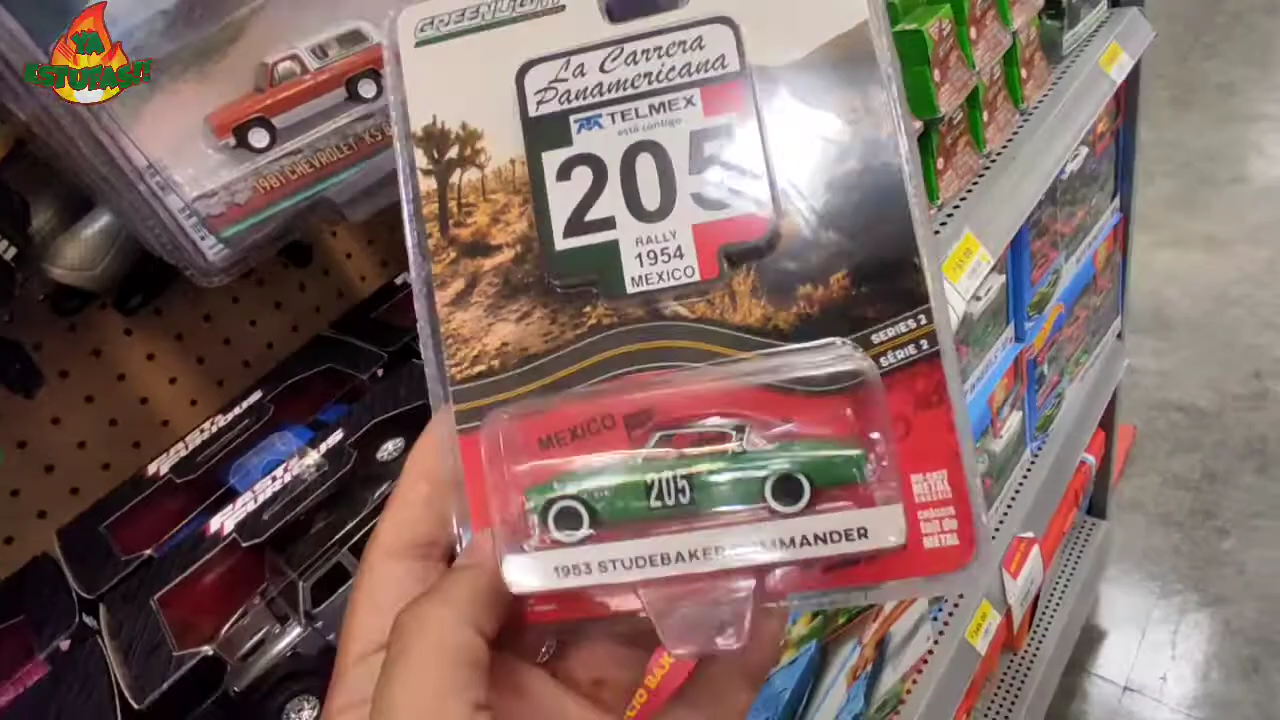 YA
ESTUVAS!!
GREENLIGHT
La Carrera
Panamericana
TELMEX
está contigo
205
RALLY
1954
MEXICO
1981 CHEVROLET K5
SERIES 2
SÉRIE 2
MEXICO
205
DIE-CAST
METAL
CHASSIS
CHÂSSIS
fait de
MÉTAL
1953 STUDEBAKER COMMANDER
FAST & FURIOUS
FAST & FURIOUS